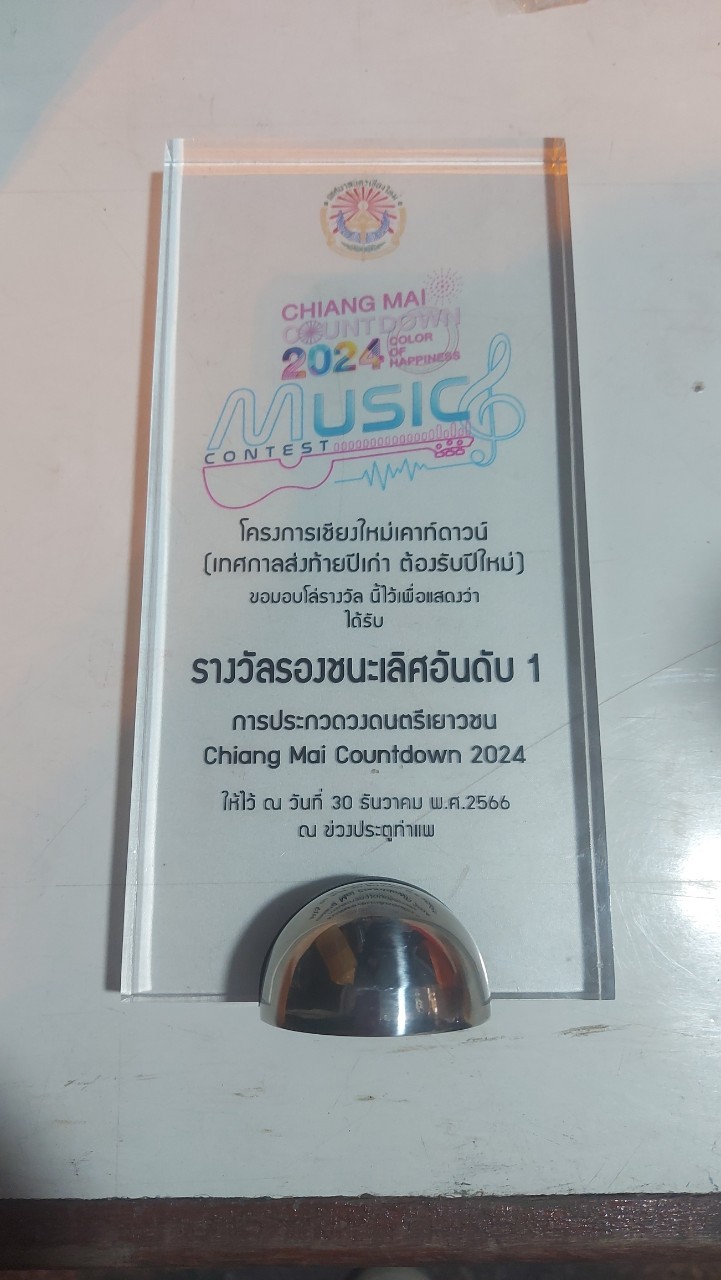 CHIANG MAI
COUNTDOWN
2024 COLOR OF HAPPINESS
MUSIC
CONTEST
โครงการเชียงใหม่เคาท์ดาวน์
(เทศกาลส่งท้ายปีเก่า ต้องรับปีใหม่)
ขอมอบโล่รางวัล นี้ไว้เพื่อแสดงว่า
ได้รับ
รางวัลรองชนะเลิศอันดับ 1
การประกวดวงดนตรีเยาวชน
Chiang Mai Countdown 2024
ให้ไว้ ณ วันที่ 30 ธันวาคม พ.ศ.2566
ณ ข่วงประตูท่าแพ